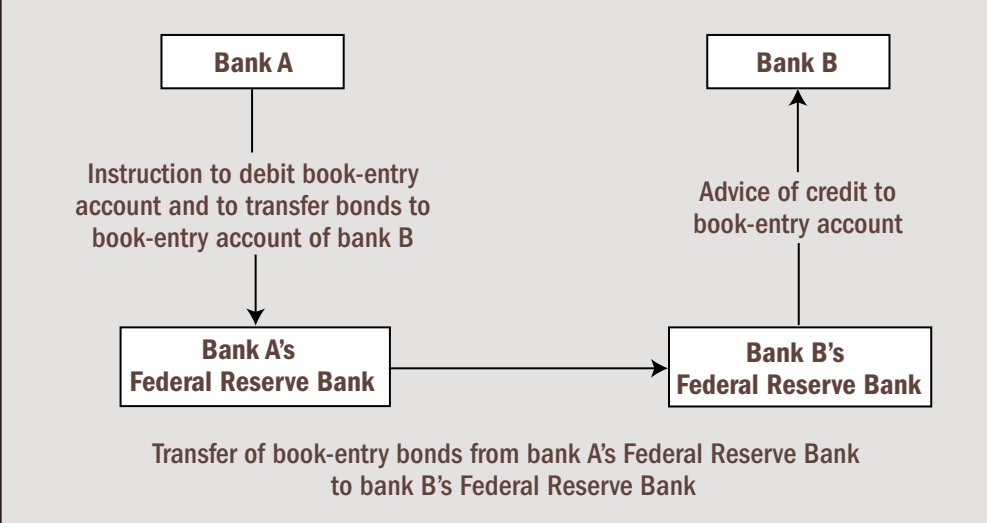 Bank A
Bank B
Instruction to debit book-entry
account and to transfer bonds to
book-entry account of bank B
Advice of credit to
book-entry account
Bank A’s
Federal Reserve Bank
Bank B’s
Federal Reserve Bank
Transfer of book-entry bonds from bank A’s Federal Reserve Bank
to bank B’s Federal Reserve Bank